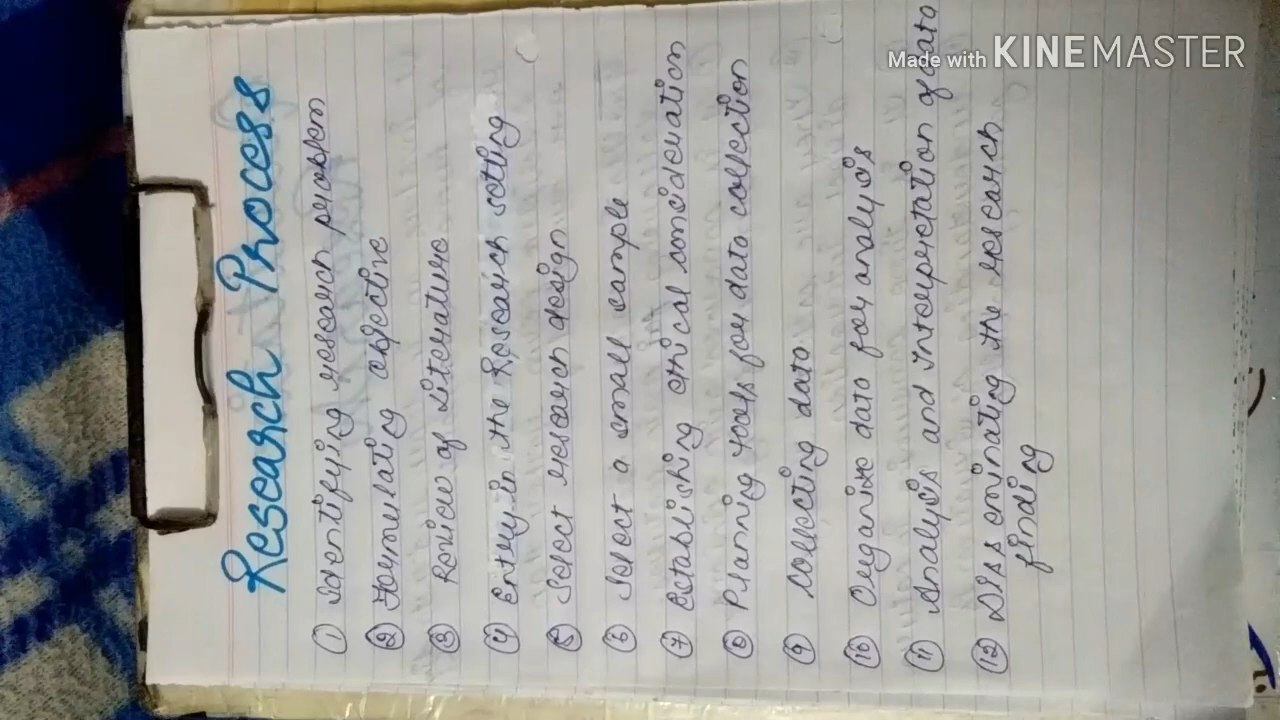 Research Process
① Identifying research problem
② Formulating objective
③ Review of Literature
④ Entry in the Research setting
⑤ Select research design
⑥ Select a small sample
⑦ Establishing ethical consideration
⑧ Planning tools for data collection
⑨ Collecting data
⑩ Organize data for analysis
⑪ Analysis and interpretation of data
⑫ Disseminating the research
finding
Made with KINEMASTER